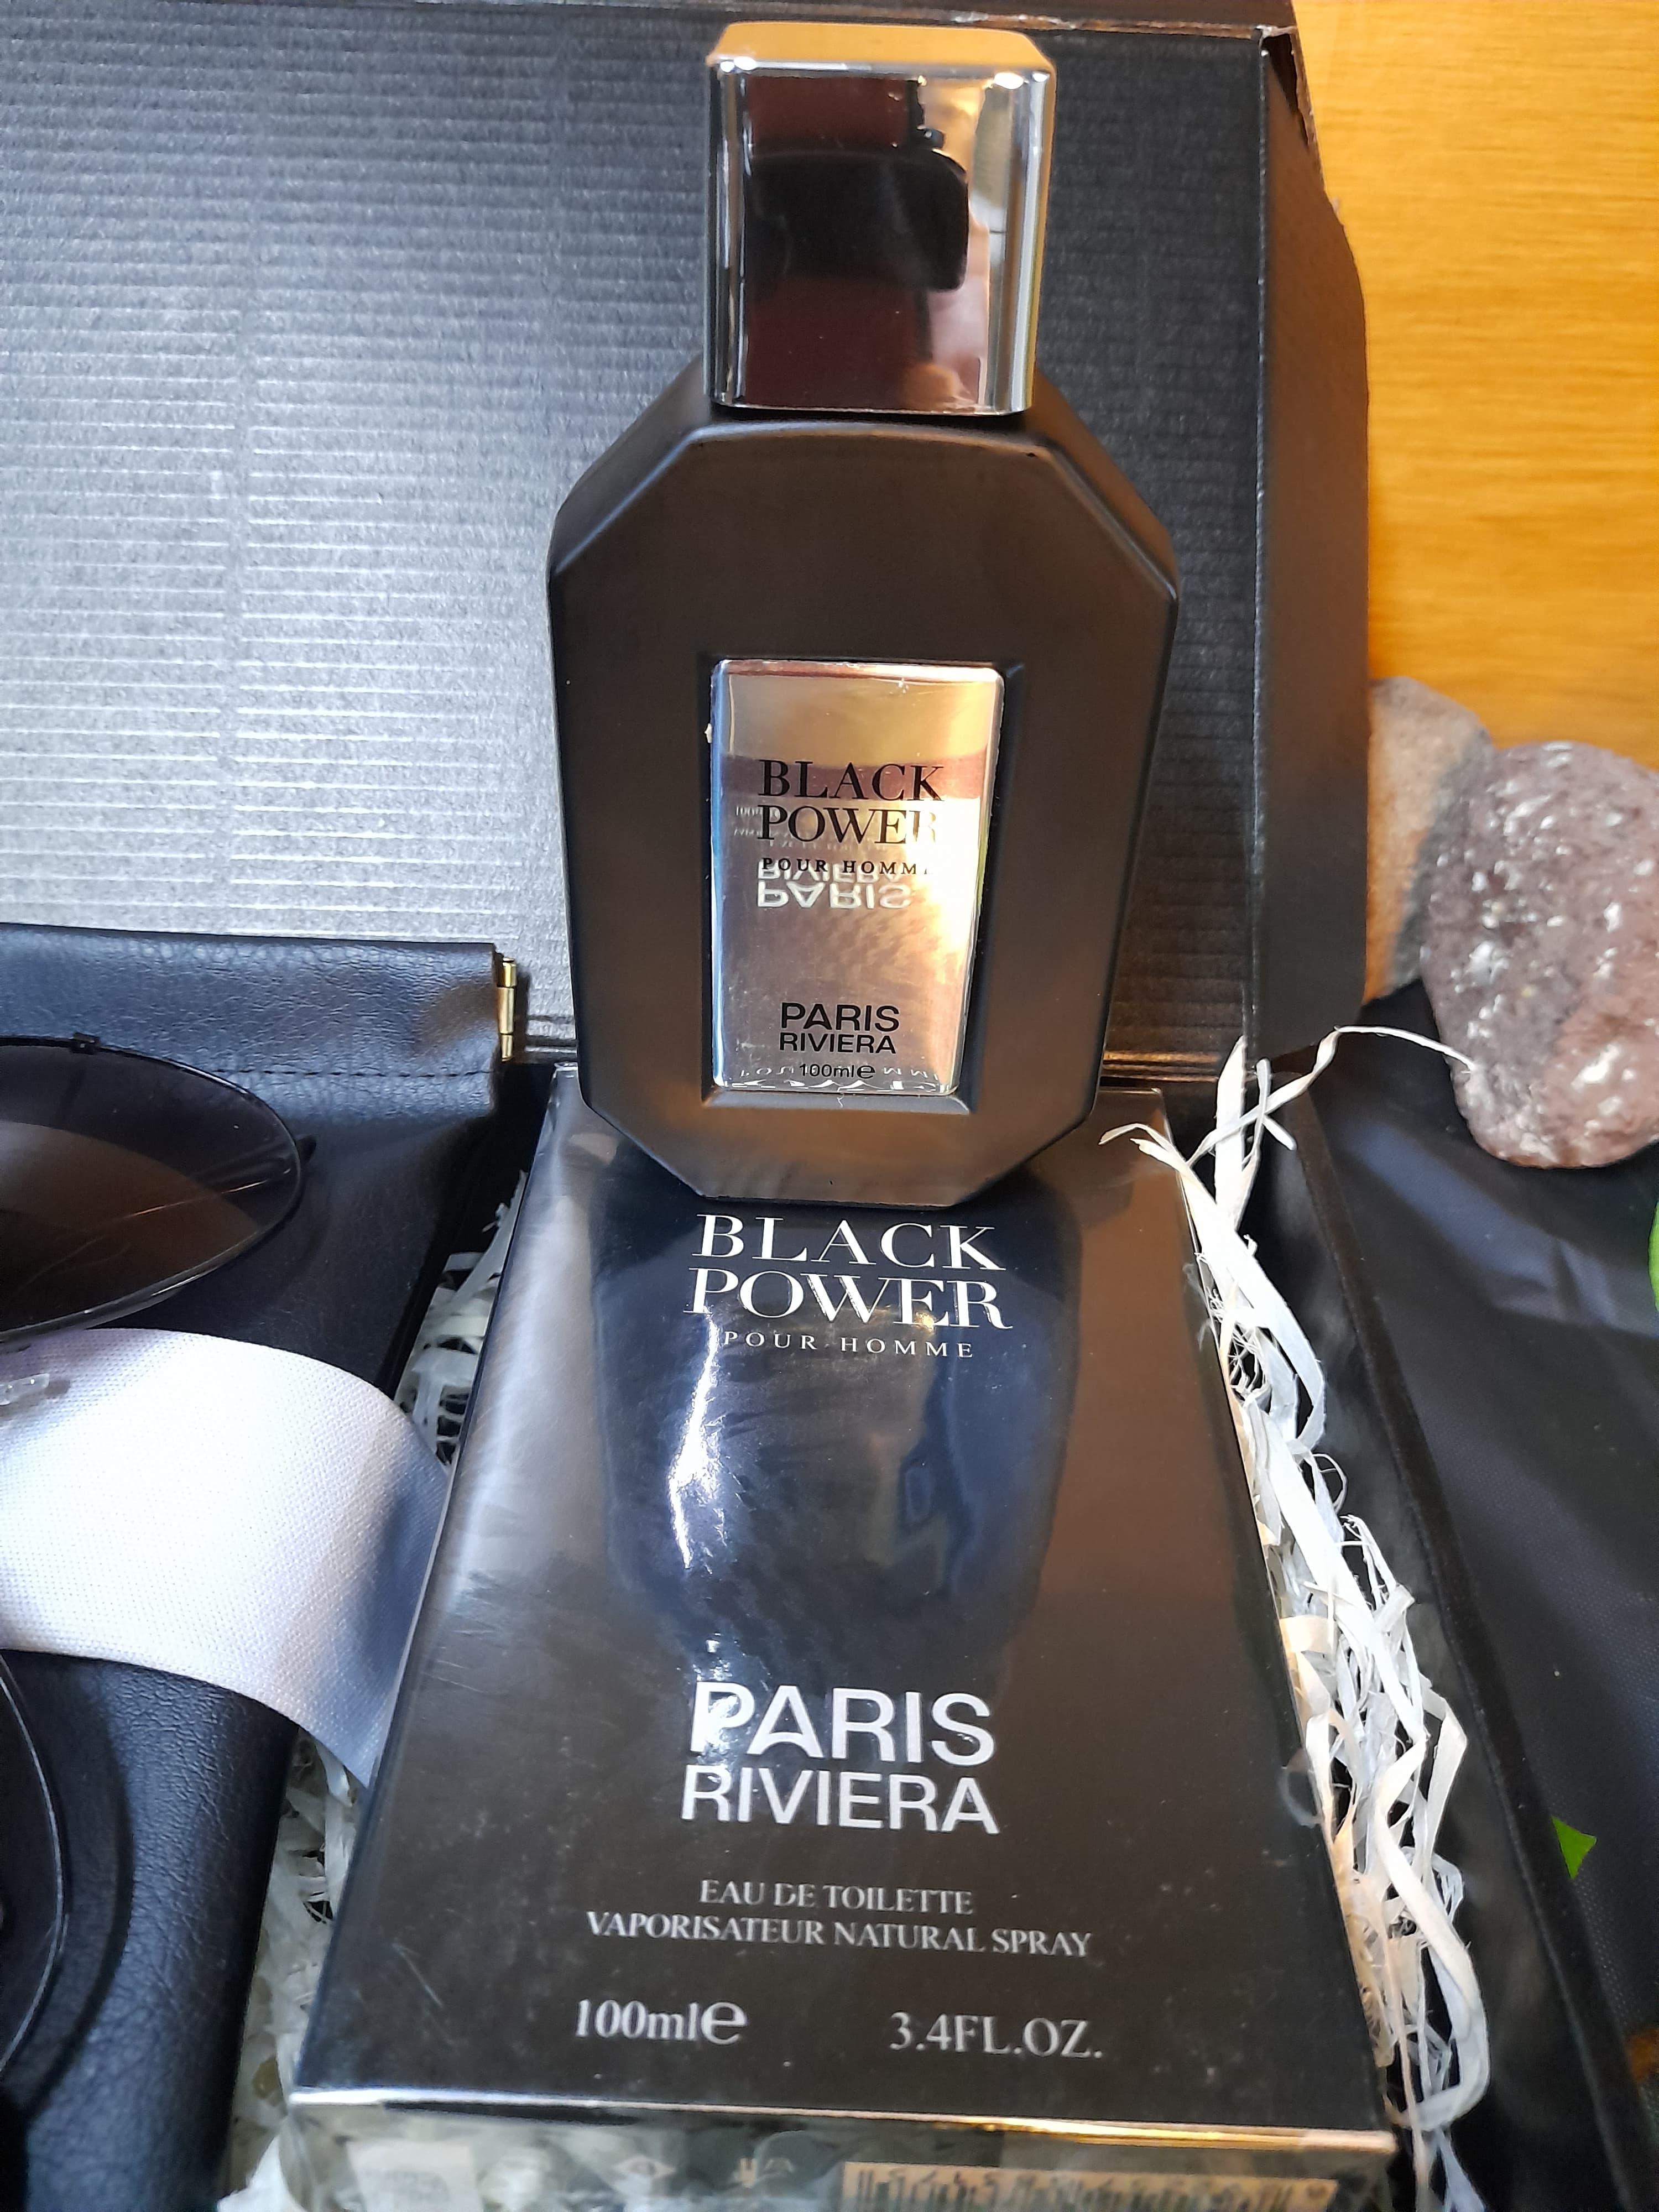 BLACK
POWER
POUR HOMME
PARIS
RIVIERA
100ml℮
BLACK
POWER
POUR HOMME
PARIS
RIVIERA
EAU DE TOILETTE
VAPORISATEUR NATURAL SPRAY
100ml℮ 3.4FL.OZ.